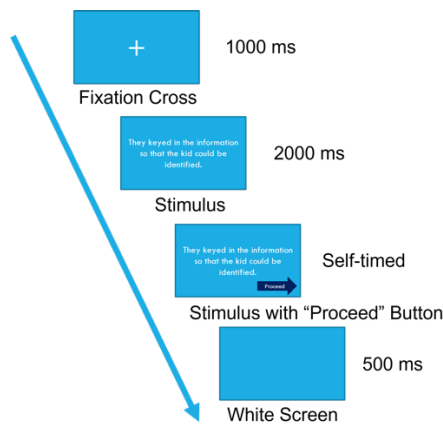 +
1000 ms
Fixation Cross
They keyed in the information
so that the kid could be
identified.
2000 ms
Stimulus
They keyed in the information
so that the kid could be
identified.
Proceed
Self-timed
Stimulus with “Proceed” Button
500 ms
White Screen